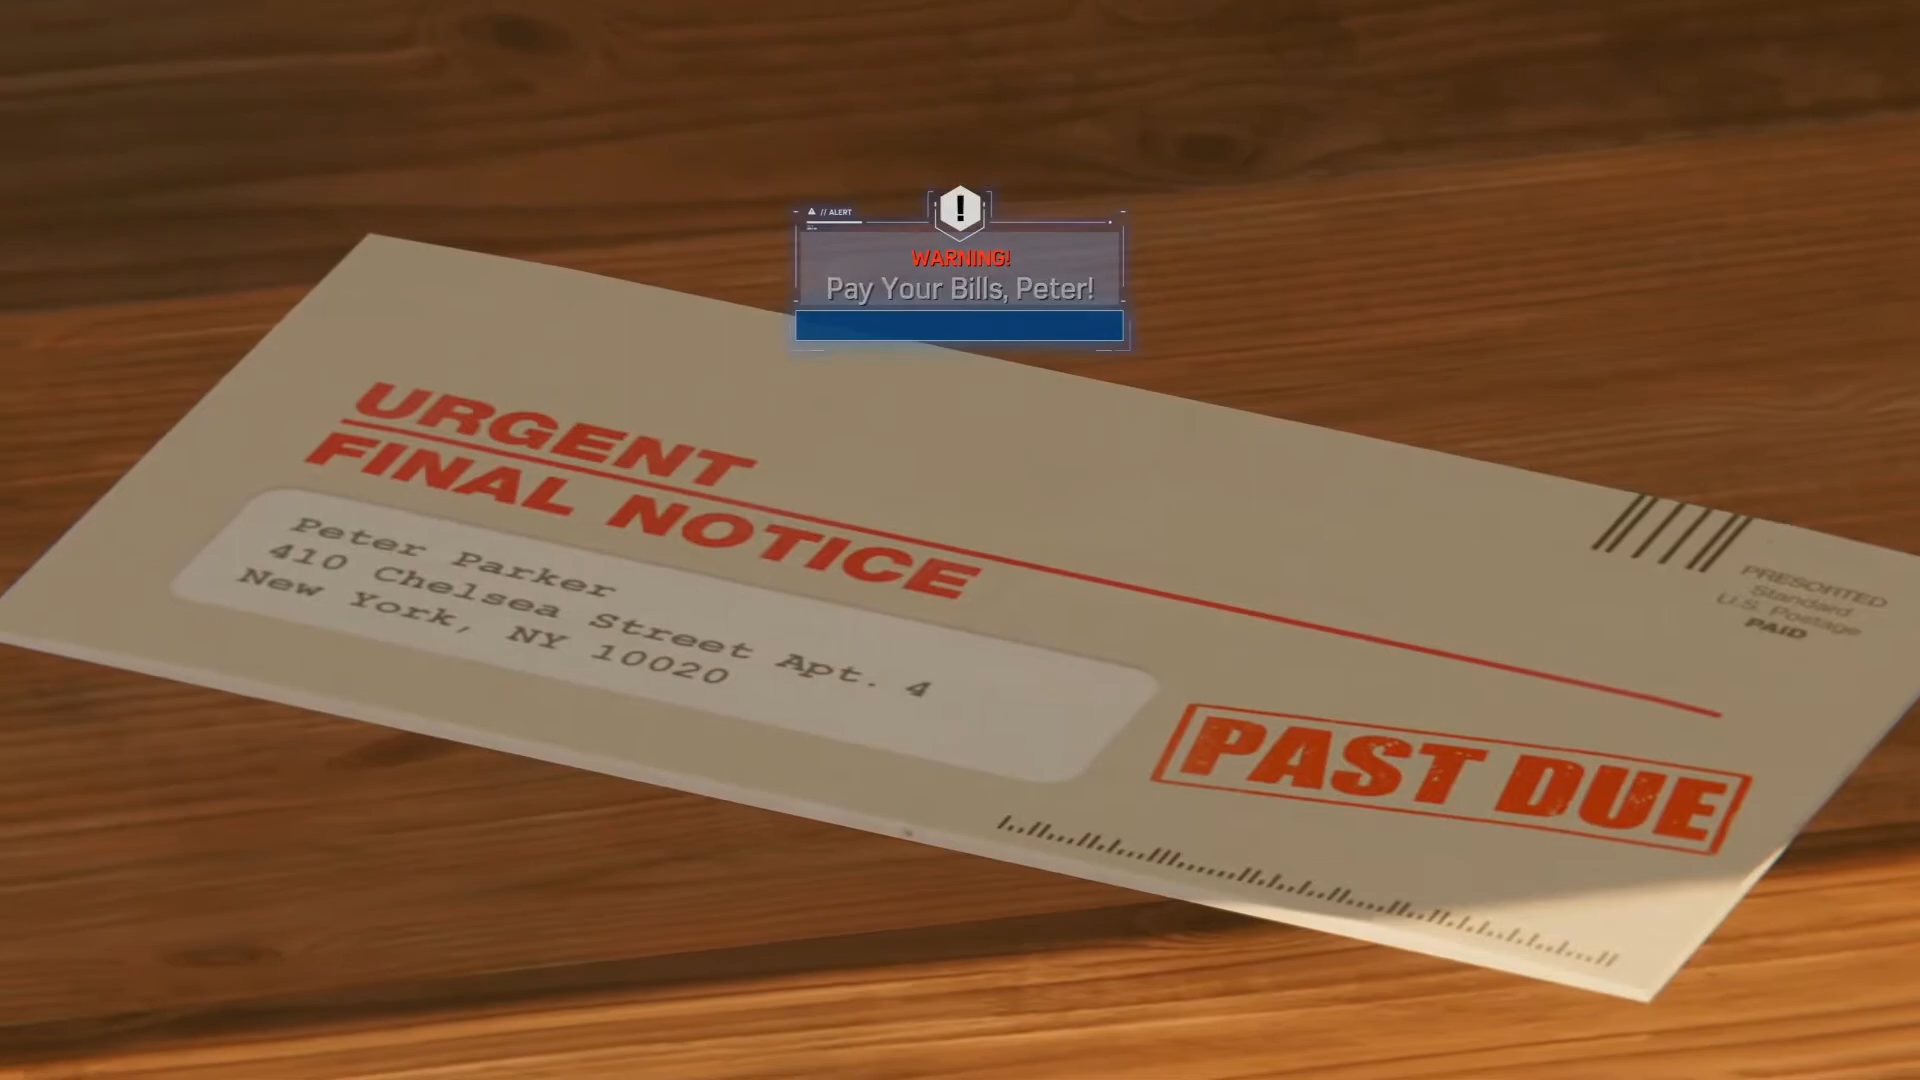 // ALERT
!
WARNING!
Pay Your Bills, Peter!
URGENT
FINAL NOTICE
Peter Parker
410 Chelsea Street Apt. 4
New York, NY 10020
PRESORTED
Standard
U.S. Postage
PAID
PAST DUE